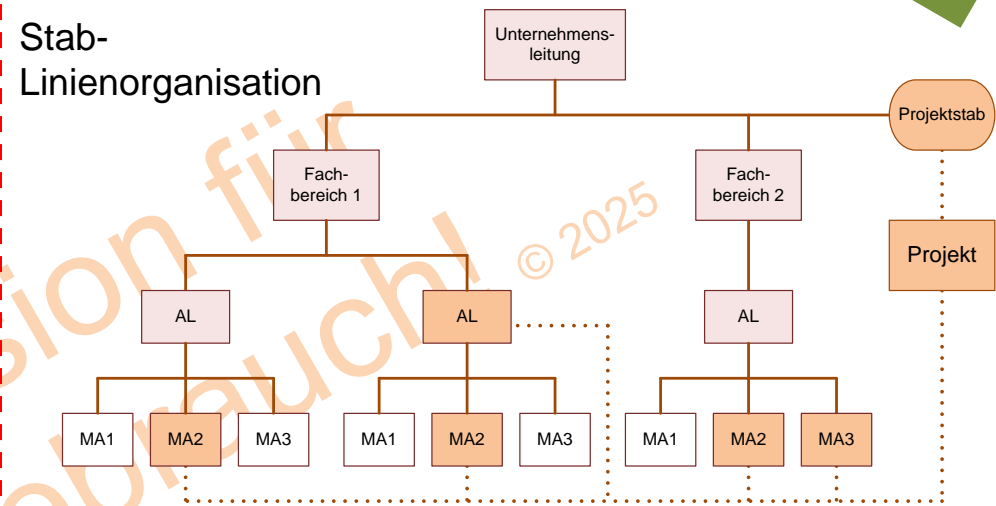 Stab-
Linienorganisation
Unternehmens-
leitung
Projektstab
Fach-
bereich 1
Fach-
bereich 2
Projekt
AL
AL
AL
MA1
MA2
MA3
MA1
MA2
MA3
MA1
MA2
MA3
sion für
brauch! © 2025